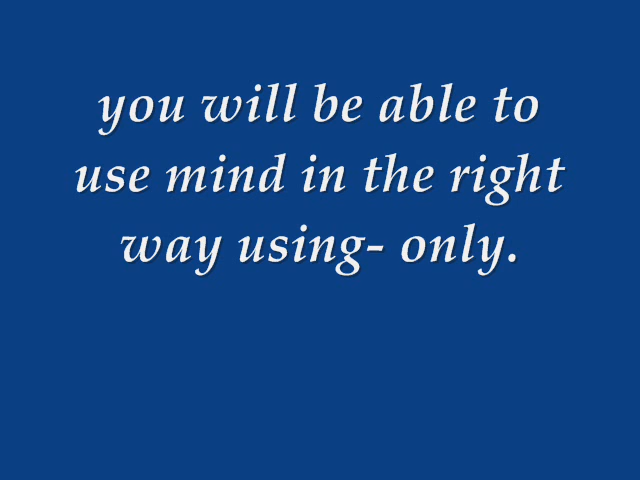 you will be able to
use mind in the right
way using- only.